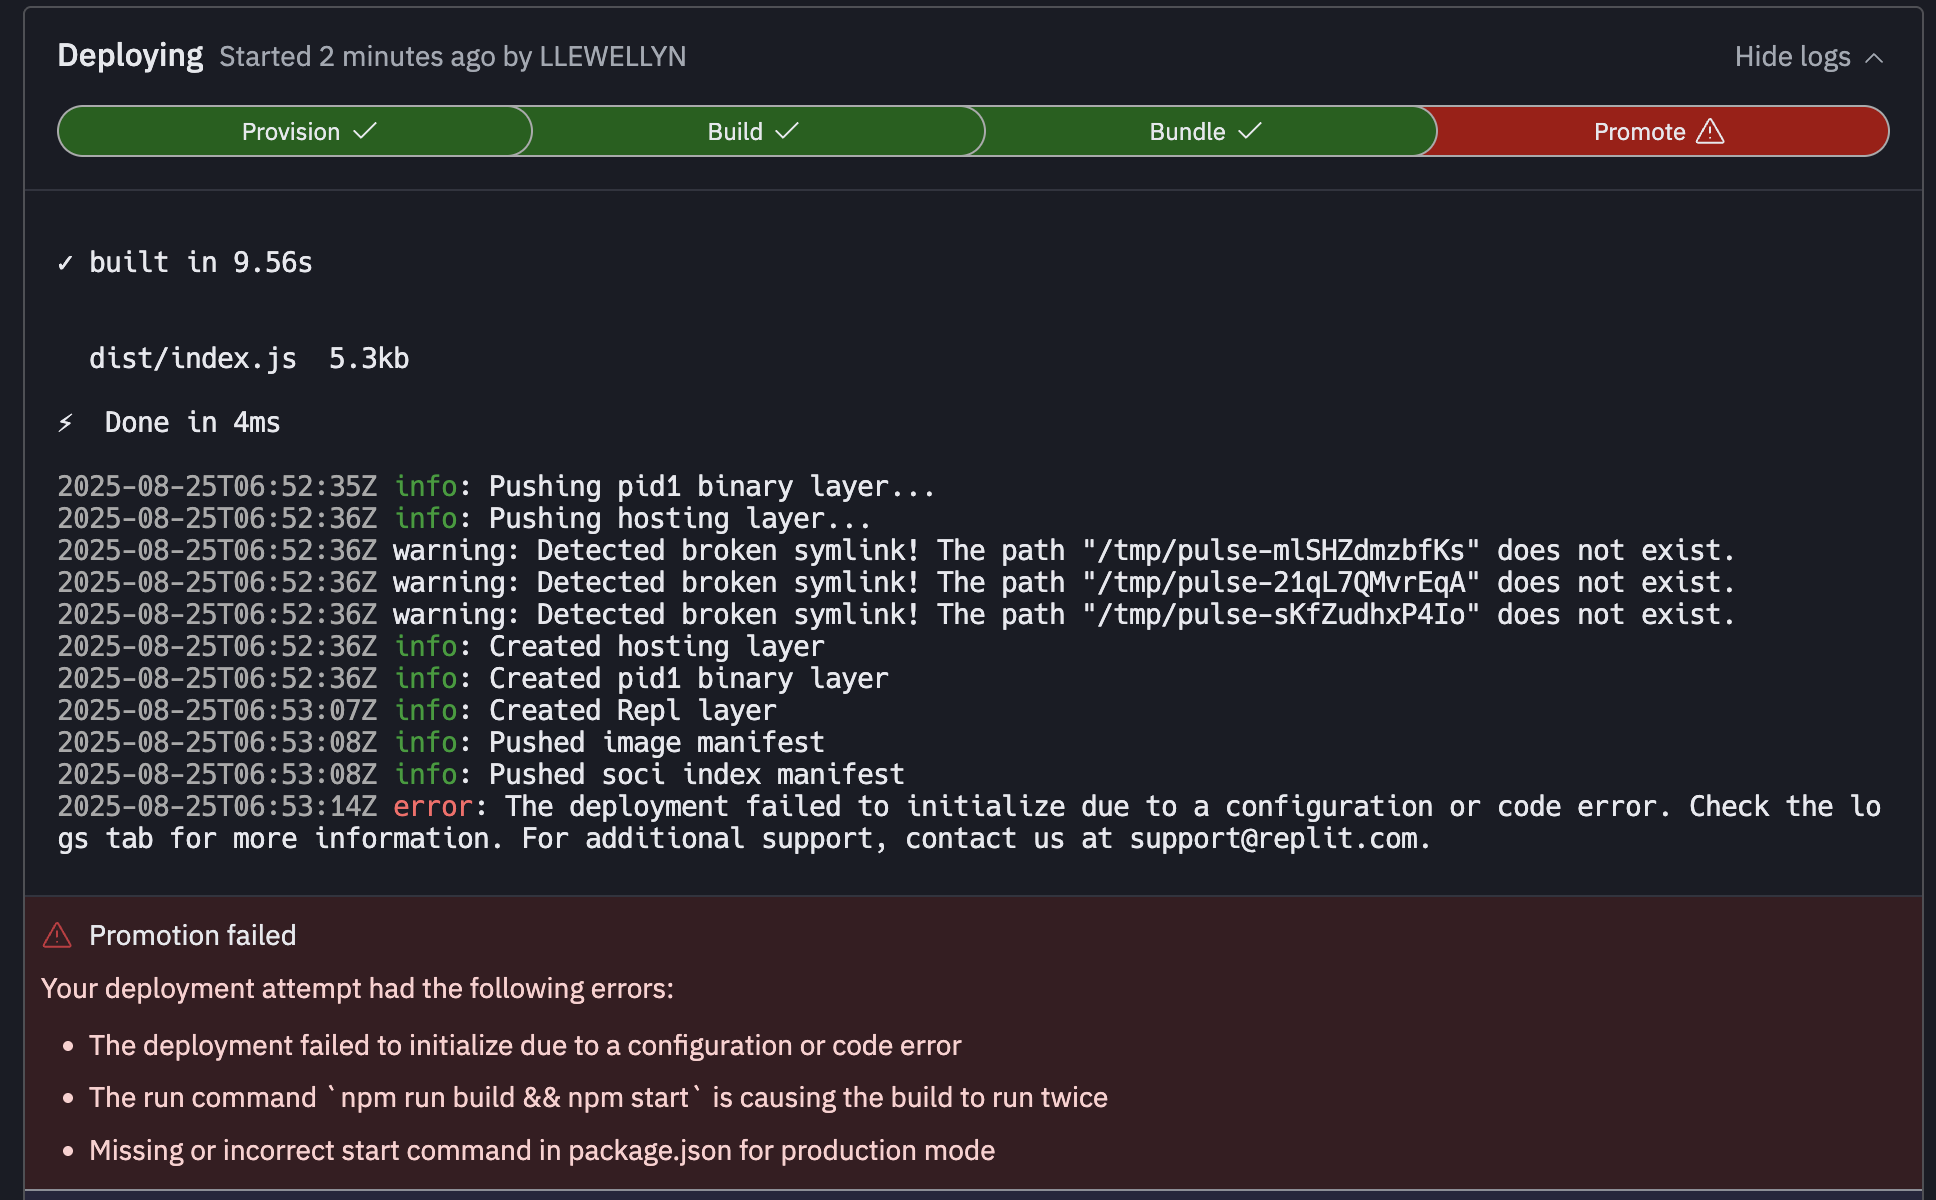 Deploying Started 2 minutes ago by LLEWELLYN
Hide logs
Provision ✓
Build ✓
Bundle ✓
Promote
✓ built in 9.56s
dist/index.js 5.3kb
⚡ Done in 4ms
2025-08-25T06:52:35Z info: Pushing pid1 binary layer...
2025-08-25T06:52:36Z info: Pushing hosting layer...
2025-08-25T06:52:36Z warning: Detected broken symlink! The path "/tmp/pulse-mlSHZdmzbfKs" does not exist.
2025-08-25T06:52:36Z warning: Detected broken symlink! The path "/tmp/pulse-21qL7QMvrEqA" does not exist.
2025-08-25T06:52:36Z warning: Detected broken symlink! The path "/tmp/pulse-sKfZudhxP4Io" does not exist.
2025-08-25T06:52:36Z info: Created hosting layer
2025-08-25T06:52:36Z info: Created pid1 binary layer
2025-08-25T06:53:07Z info: Created Repl layer
2025-08-25T06:53:08Z info: Pushed image manifest
2025-08-25T06:53:08Z info: Pushed soci index manifest
2025-08-25T06:53:14Z error: The deployment failed to initialize due to a configuration or code error. Check the lo
gs tab for more information. For additional support, contact us at support@replit.com.
Promotion failed
Your deployment attempt had the following errors:
• The deployment failed to initialize due to a configuration or code error
• The run command `npm run build && npm start` is causing the build to run twice
• Missing or incorrect start command in package.json for production mode